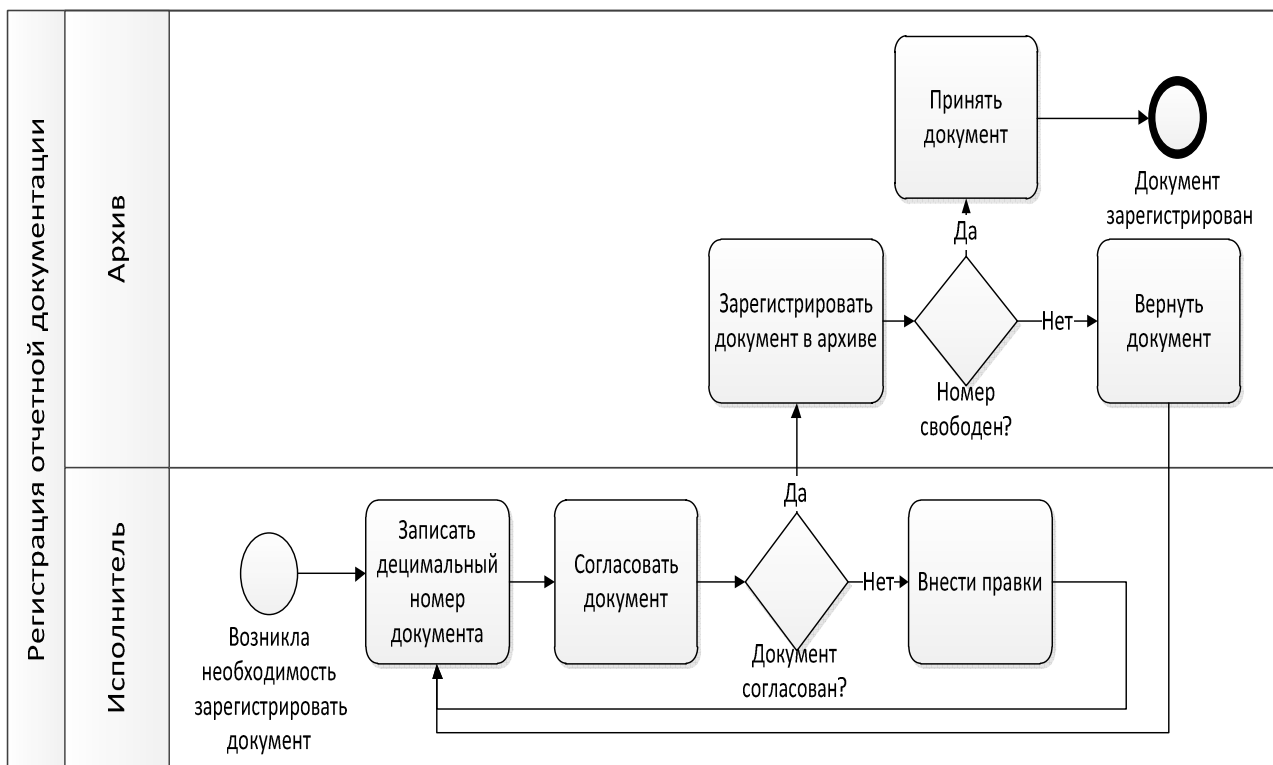 Регистрация отчетной документации
Архив
Принять
документ
Документ
зарегистрирован
Да
Зарегистрировать
документ в архиве
Номер
свободен?
Нет
Вернуть
документ
Исполнитель
Возникла
необходимость
зарегистрировать
документ
Записать
децимальный
номер
документа
Согласовать
документ
Да
Документ
согласован?
Нет
Внести правки